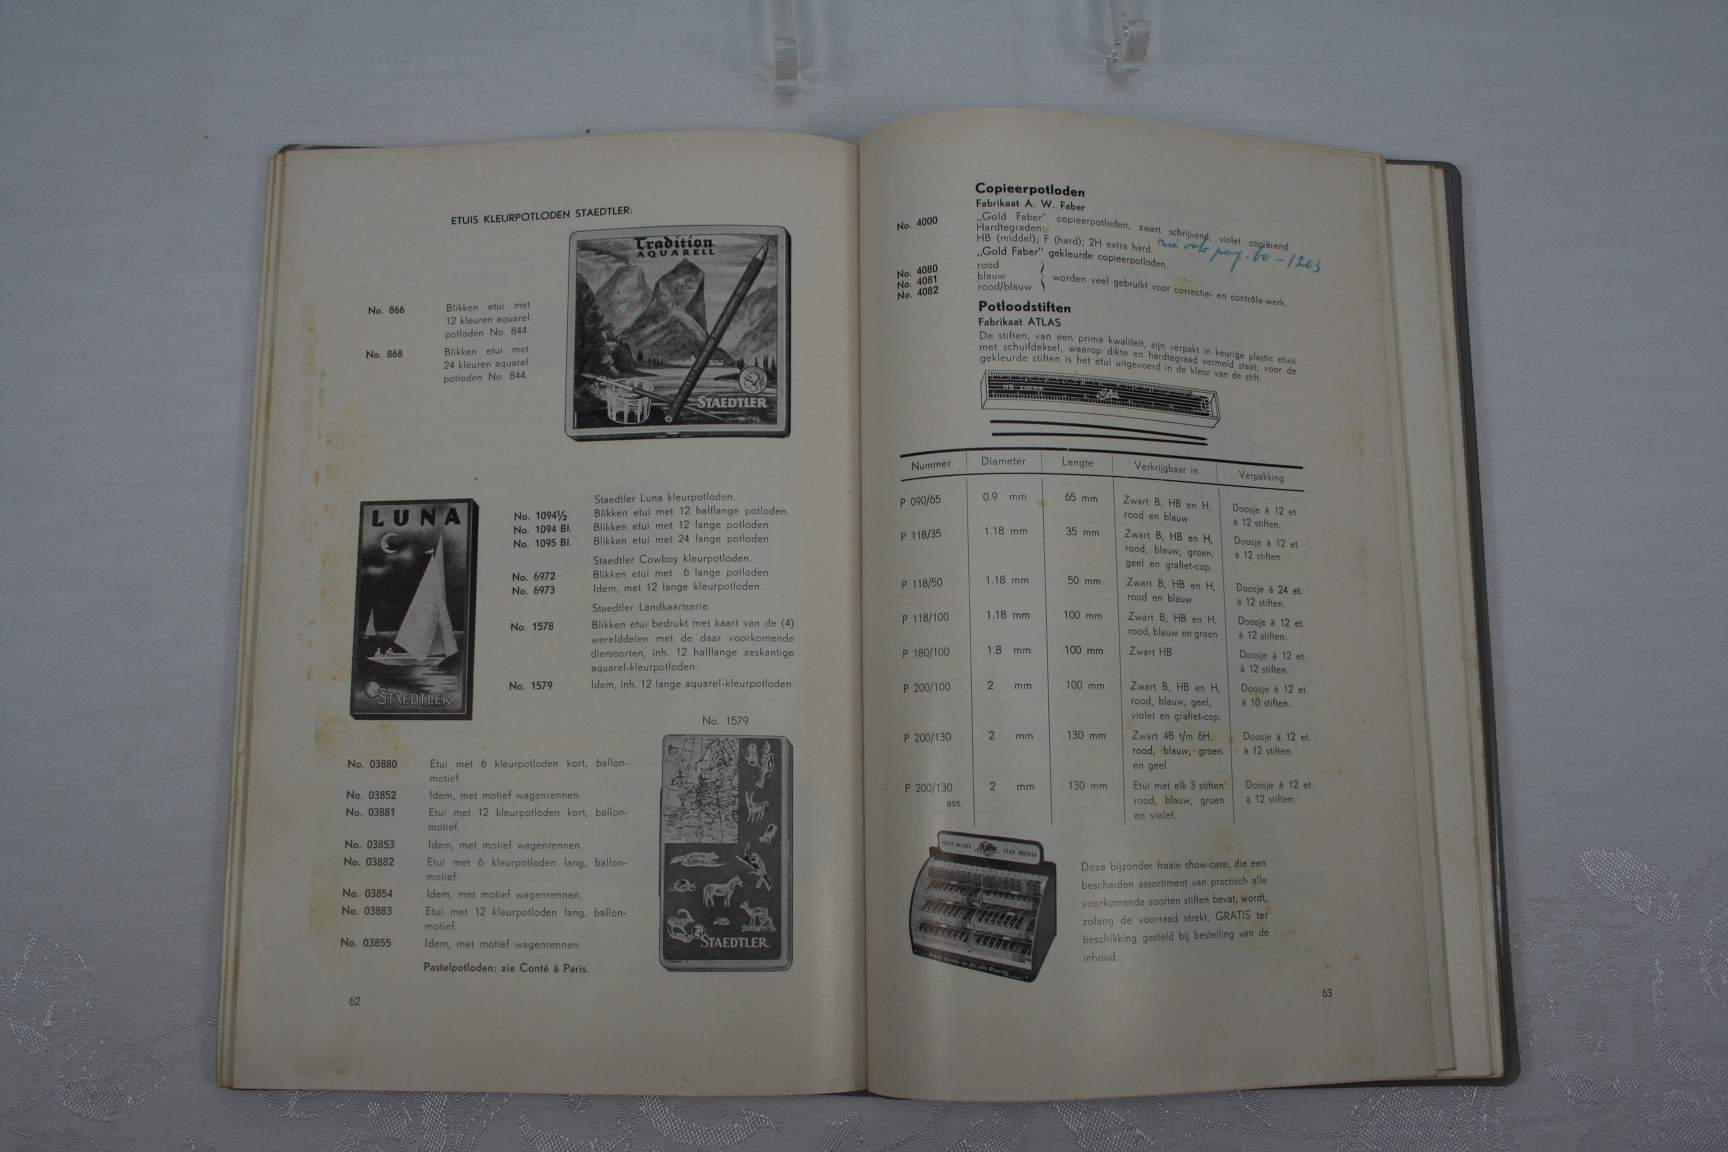 ETUIS KLEURPOTLODEN STAEDTLER:
Tradition
AQUARELL
STAEDTLER
No. 866 Blikken etui met
12 kleuren aquarel
potloden No. 844.
No. 868 Blikken etui met
24 kleuren aquarel
potloden No. 844.
LUNA
STAEDTLER
Staedtler Luna kleurpotloden.
No. 1094½ Blikken etui met 12 halflange potloden.
No. 1094 Bl. Blikken etui met 12 lange potloden.
No. 1095 Bl. Blikken etui met 24 lange potloden.
Staedtler Cowboy kleurpotloden.
No. 6972 Blikken etui met 6 lange potloden.
No. 6973 Idem, met 12 lange kleurpotloden.
Staedtler Landkaartserie.
No. 1578 Blikken etui bedrukt met kaart van de (4)
werelddelen met de daar voorkomende
diersoorten, inh. 12 halflange zeskantige
aquarel-kleurpotloden.
No. 1579 Idem, inh. 12 lange aquarel-kleurpotloden.
No. 1579
STAEDTLER
No. 03880 Etui met 6 kleurpotloden kort, ballon-
motief.
No. 03852 Idem, met motief wagenrennen.
No. 03881 Etui met 12 kleurpotloden kort, ballon-
motief.
No. 03853 Idem, met motief wagenrennen.
No. 03882 Etui met 6 kleurpotloden lang, ballon-
motief.
No. 03854 Idem, met motief wagenrennen.
No. 03883 Etui met 12 kleurpotloden lang, ballon-
motief.
No. 03855 Idem, met motief wagenrennen.
Pastelpotloden: zie Conté à Paris.
62
Copieerpotloden
Fabrikaat A. W. Faber
No. 4000 „Gold Faber" copieerpotloden, zwart schrijvend, violet copiërend
Hardtegraden:
HB (middel); F (hard); 2H extra hard. zie ook pag. 60 - 1203
„Gold Faber" gekleurde copieerpotloden.
No. 4080 rood
No. 4081 blauw } worden veel gebruikt voor correctie- en contrôle-werk.
No. 4082 rood/blauw
Potloodstiften
Fabrikaat ATLAS
De stiften, van een prima kwaliteit, zijn verpakt in keurige plastic etuis
met schuifdeksel, waarop dikte en hardtegraad vermeld staat; voor de
gekleurde stiften is het etui uitgevoerd in de kleur van de stift.
Nummer Diameter Lengte Verkrijgbaar in Verpakking
P 090/65 0.9 mm 65 mm Zwart B, HB en H, Doosje à 12 et.
rood en blauw à 12 stiften.
P 118/35 1.18 mm 35 mm Zwart B, HB en H, Doosje à 12 et.
rood, blauw, groen, à 12 stiften.
geel en grafiet-cop.
P 118/50 1.18 mm 50 mm Zwart B, HB en H, Doosje à 24 et.
rood en blauw à 12 stiften.
P 118/100 1.18 mm 100 mm Zwart B, HB en H, Doosje à 12 et.
rood, blauw en groen à 12 stiften.
P 180/100 1.8 mm 100 mm Zwart HB Doosje à 12 et.
à 12 stiften.
P 200/100 2 mm 100 mm Zwart B, HB en H, Doosje à 12 et.
rood, blauw, geel, à 10 stiften.
violet en grafiet-cop.
P 200/130 2 mm 130 mm Zwart 4B t/m 6H, Doosje à 12 et.
rood, blauw, groen à 12 stiften.
en geel
P 200/130 2 mm 130 mm Etui met elk 3 stiften Doosje à 12 et.
ass. rood, blauw, groen à 12 stiften.
en violet.
Deze bijzonder fraaie show-case, die een
bescheiden assortiment van practisch alle
voorkomende soorten stiften bevat, wordt,
zolang de voorraad strekt, GRATIS ter
beschikking gesteld bij bestelling van de
inhoud.
63